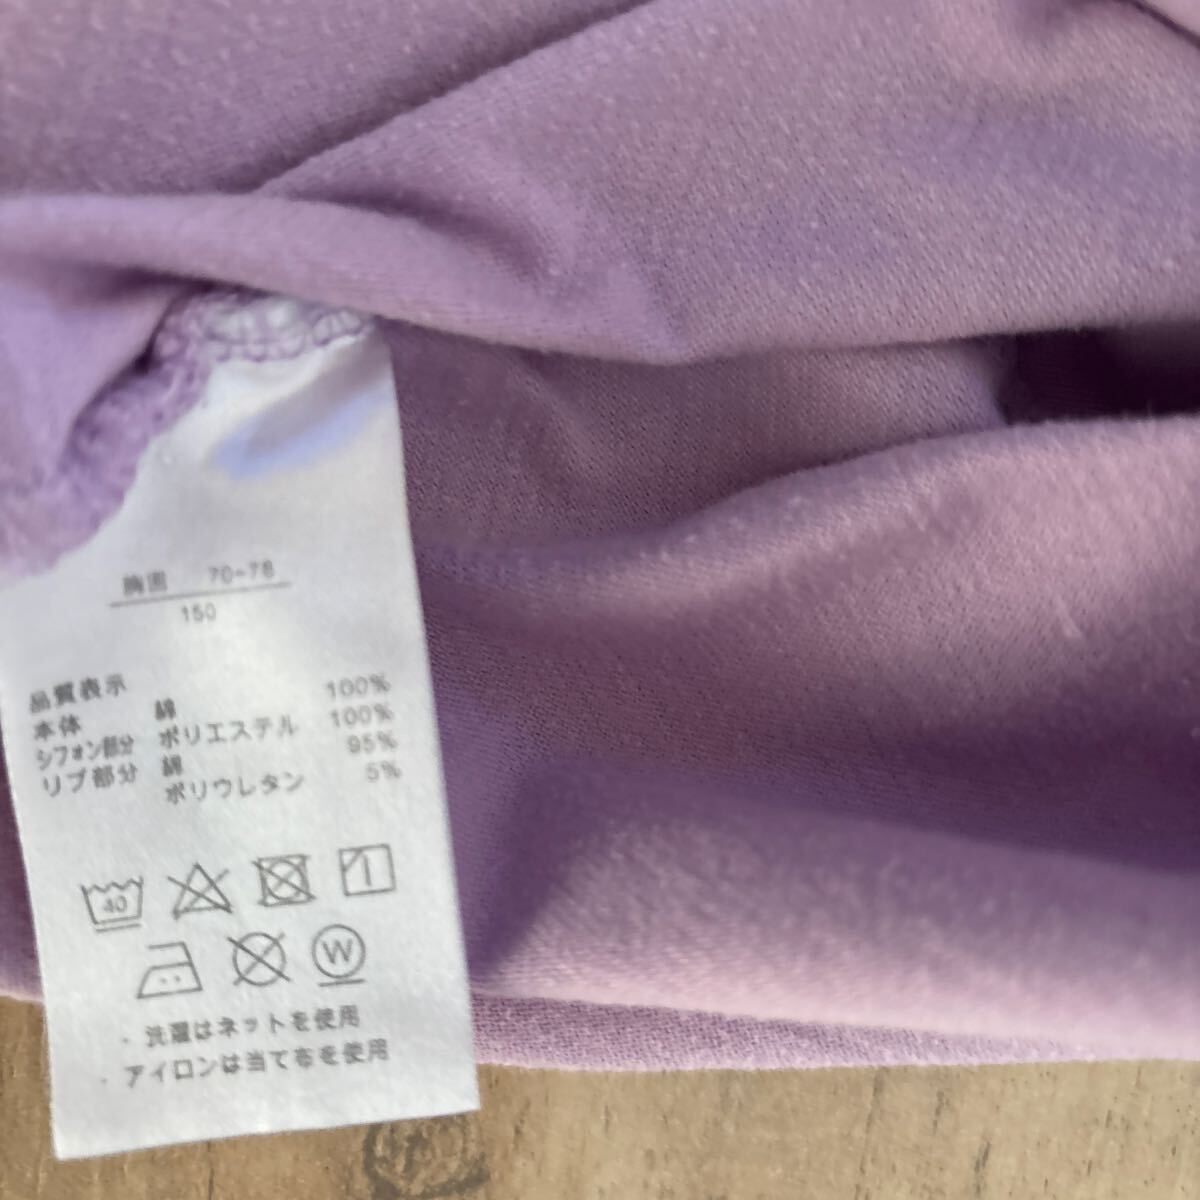 胸囲 70-78
150
品質表示
本体 綿 100%
シフォン部分 ポリエステル 100%
リブ部分 綿 95%
ポリウレタン 5%
40
W
・洗濯はネットを使用
・アイロンは当て布を使用